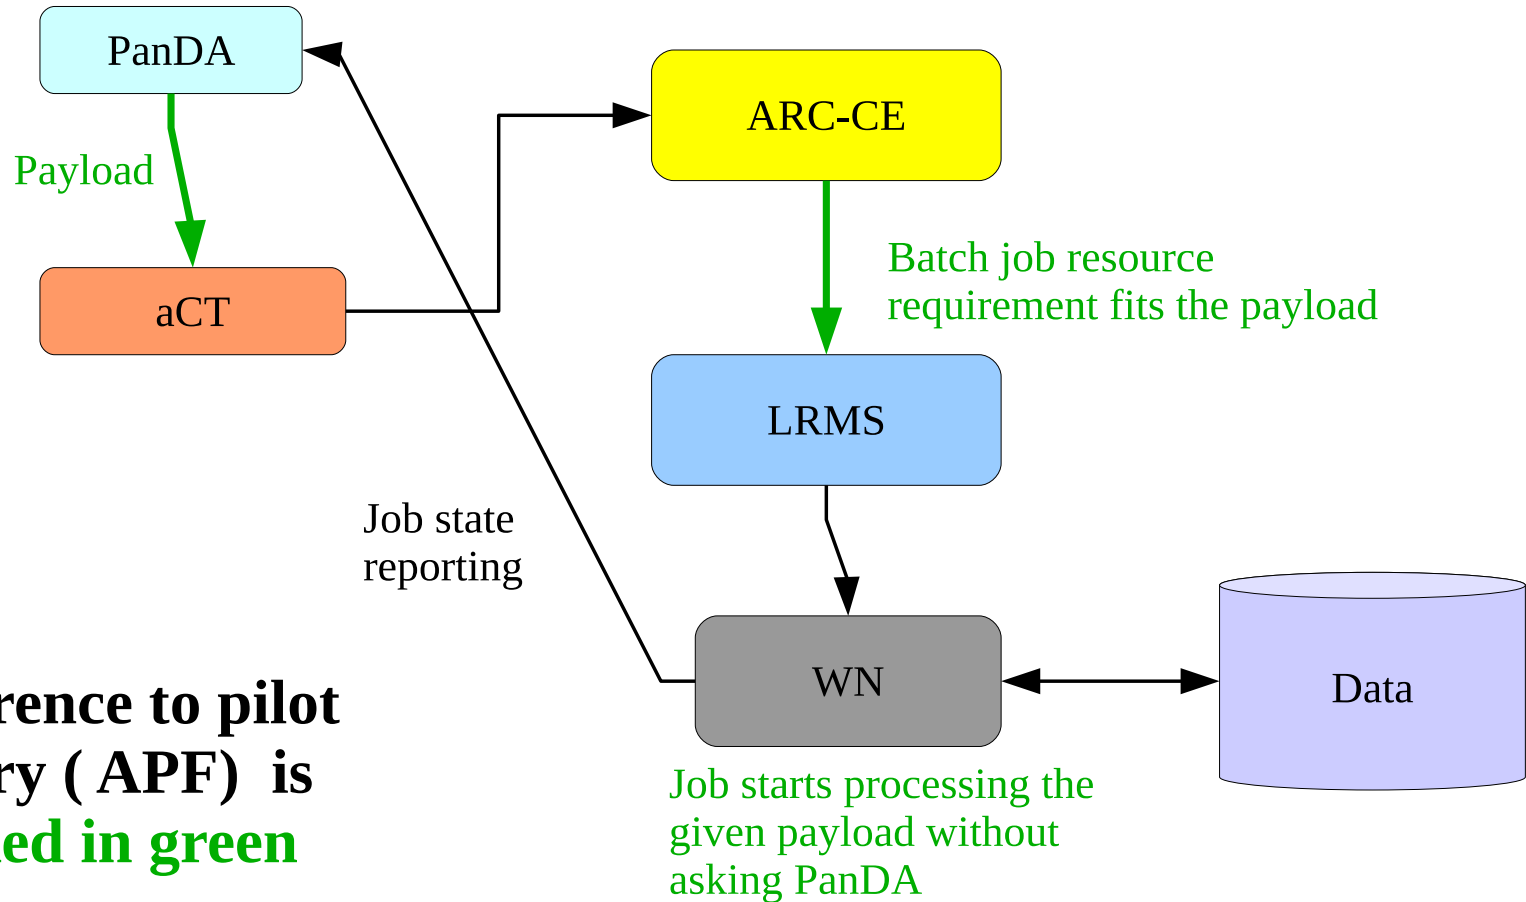 PanDA
ARC-CE
Payload
Batch job resource
requirement fits the payload
aCT
LRMS
Job state
reporting
WN
Data
rence to pilot
ry ( APF)  is
ed in green
Job starts processing the
given payload without
asking PanDA